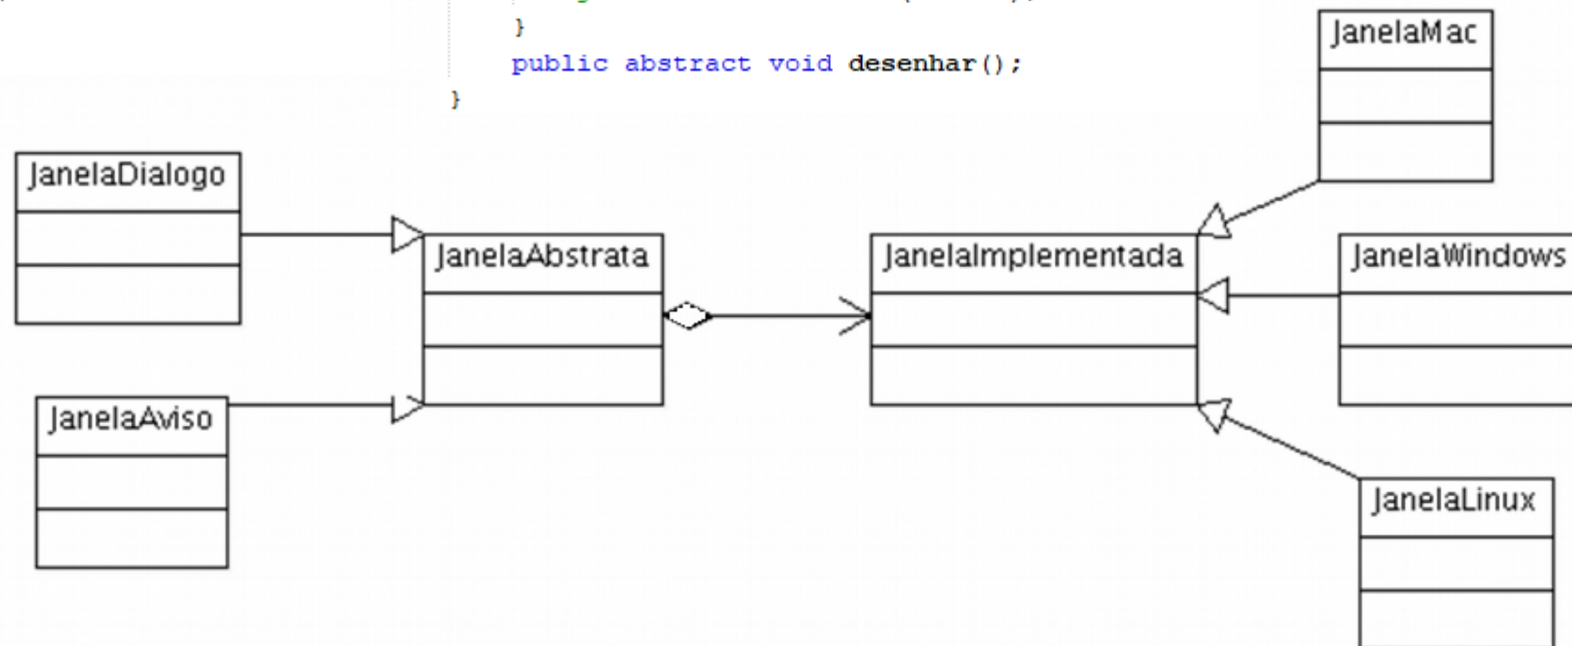 }
public abstract void desenhar();
}
JanelaMac
JanelaDialogo
JanelaAbstrata
JanelaImplementada
JanelaWindows
JanelaAviso
JanelaLinux